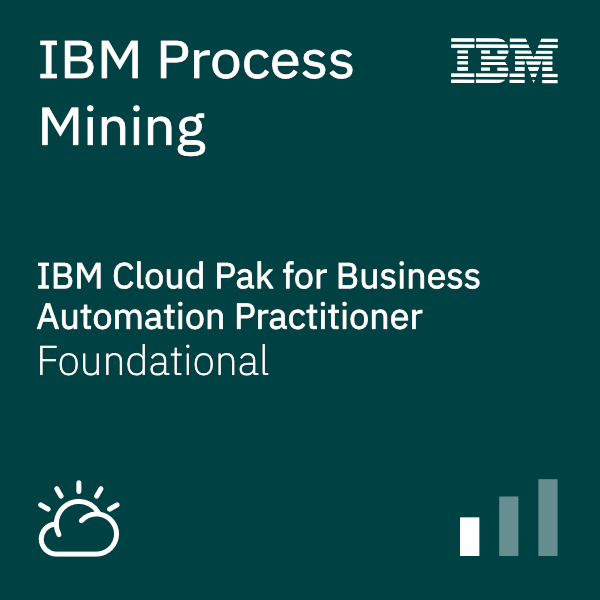 IBM Process
IBM
Mining
IBM Cloud Pak for Business
Automation Practitioner
Foundational